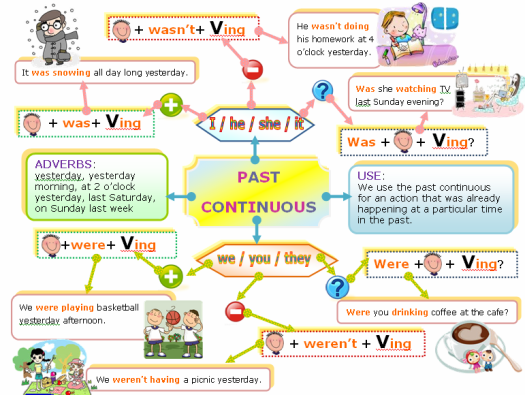 + wasn't+ Ving
He wasn't doing
his homework at 4
o'clock yesterday.
It was snowing all day long yesterday.
Was she watching TV
last Sunday evening?
+ was+ Ving
I / he / she / it
Was + + Ving?
ADVERBS:
yesterday, yesterday
morning, at 2 o'clock
yesterday, last Saturday,
on Sunday last week
PAST
CONTINUOUS
USE:
We use the past continuous
for an action that was already
happening at a particular time
in the past.
+were+ Ving
we / you / they
Were + + Ving?
We were playing basketball
yesterday afternoon.
Were you drinking coffee at the cafe?
+ weren't + Ving
We weren't having a picnic yesterday.